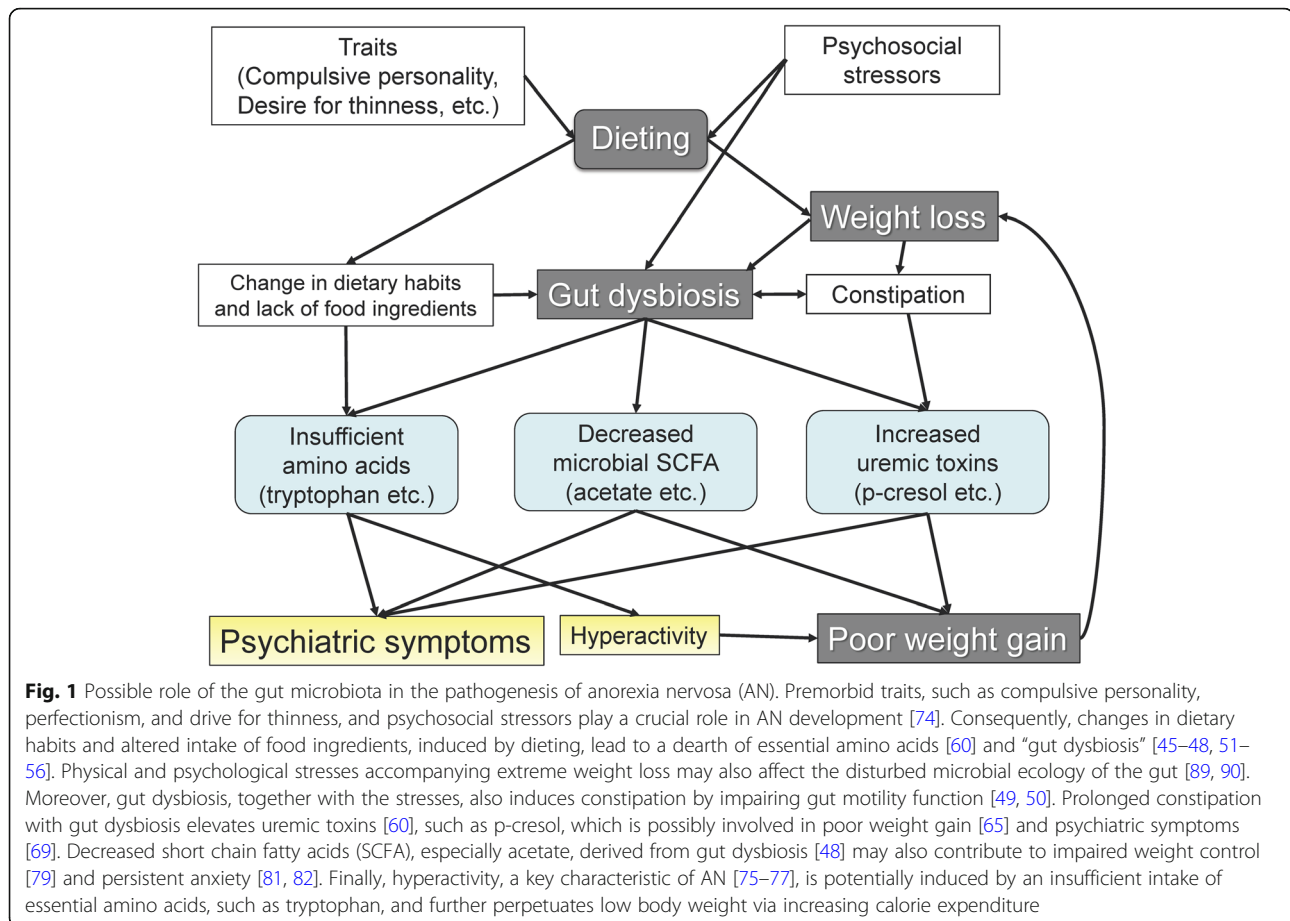 Traits
(Compulsive personality,
Desire for thinness, etc.)
Psychosocial
stressors
Dieting
Weight loss
Change in dietary habits
and lack of food ingredients
Gut dysbiosis
Constipation
Insufficient
amino acids
(tryptophan etc.)
Decreased
microbial SCFA
(acetate etc.)
Increased
uremic toxins
(p-cresol etc.)
Psychiatric symptoms
Hyperactivity
Poor weight gain
Fig. 1 Possible role of the gut microbiota in the pathogenesis of anorexia nervosa (AN). Premorbid traits, such as compulsive personality,
perfectionism, and drive for thinness, and psychosocial stressors play a crucial role in AN development [74]. Consequently, changes in dietary
habits and altered intake of food ingredients, induced by dieting, lead to a dearth of essential amino acids [60] and “gut dysbiosis” [45–48, 51–
56]. Physical and psychological stresses accompanying extreme weight loss may also affect the disturbed microbial ecology of the gut [89, 90].
Moreover, gut dysbiosis, together with the stresses, also induces constipation by impairing gut motility function [49, 50]. Prolonged constipation
with gut dysbiosis elevates uremic toxins [60], such as p-cresol, which is possibly involved in poor weight gain [65] and psychiatric symptoms
[69]. Decreased short chain fatty acids (SCFA), especially acetate, derived from gut dysbiosis [48] may also contribute to impaired weight control
[79] and persistent anxiety [81, 82]. Finally, hyperactivity, a key characteristic of AN [75–77], is potentially induced by an insufficient intake of
essential amino acids, such as tryptophan, and further perpetuates low body weight via increasing calorie expenditure